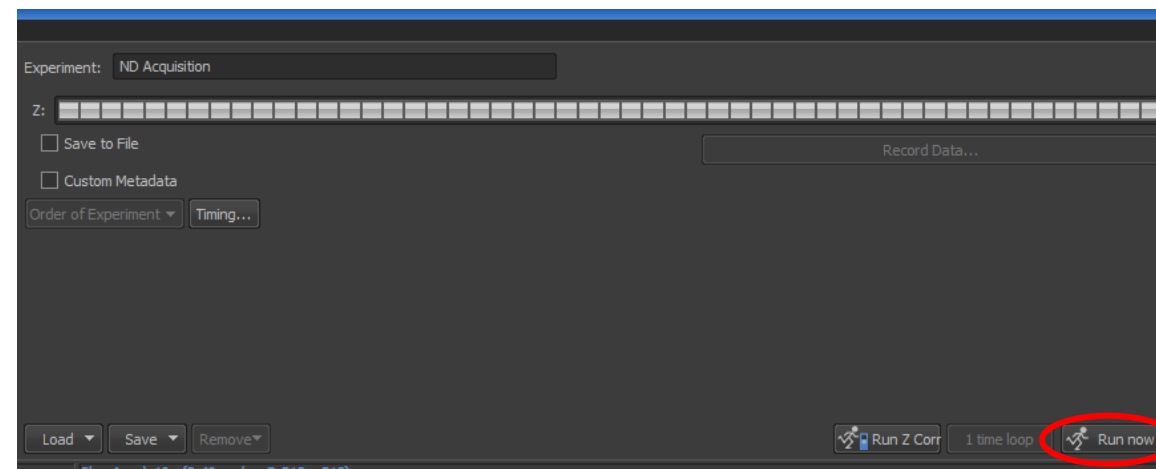 Experiment: ND Acquisition
Z:
Save to File
Record Data...
Custom Metadata
Order of Experiment Timing...
Load Save Remove Run Z Corr 1 time loop Run now